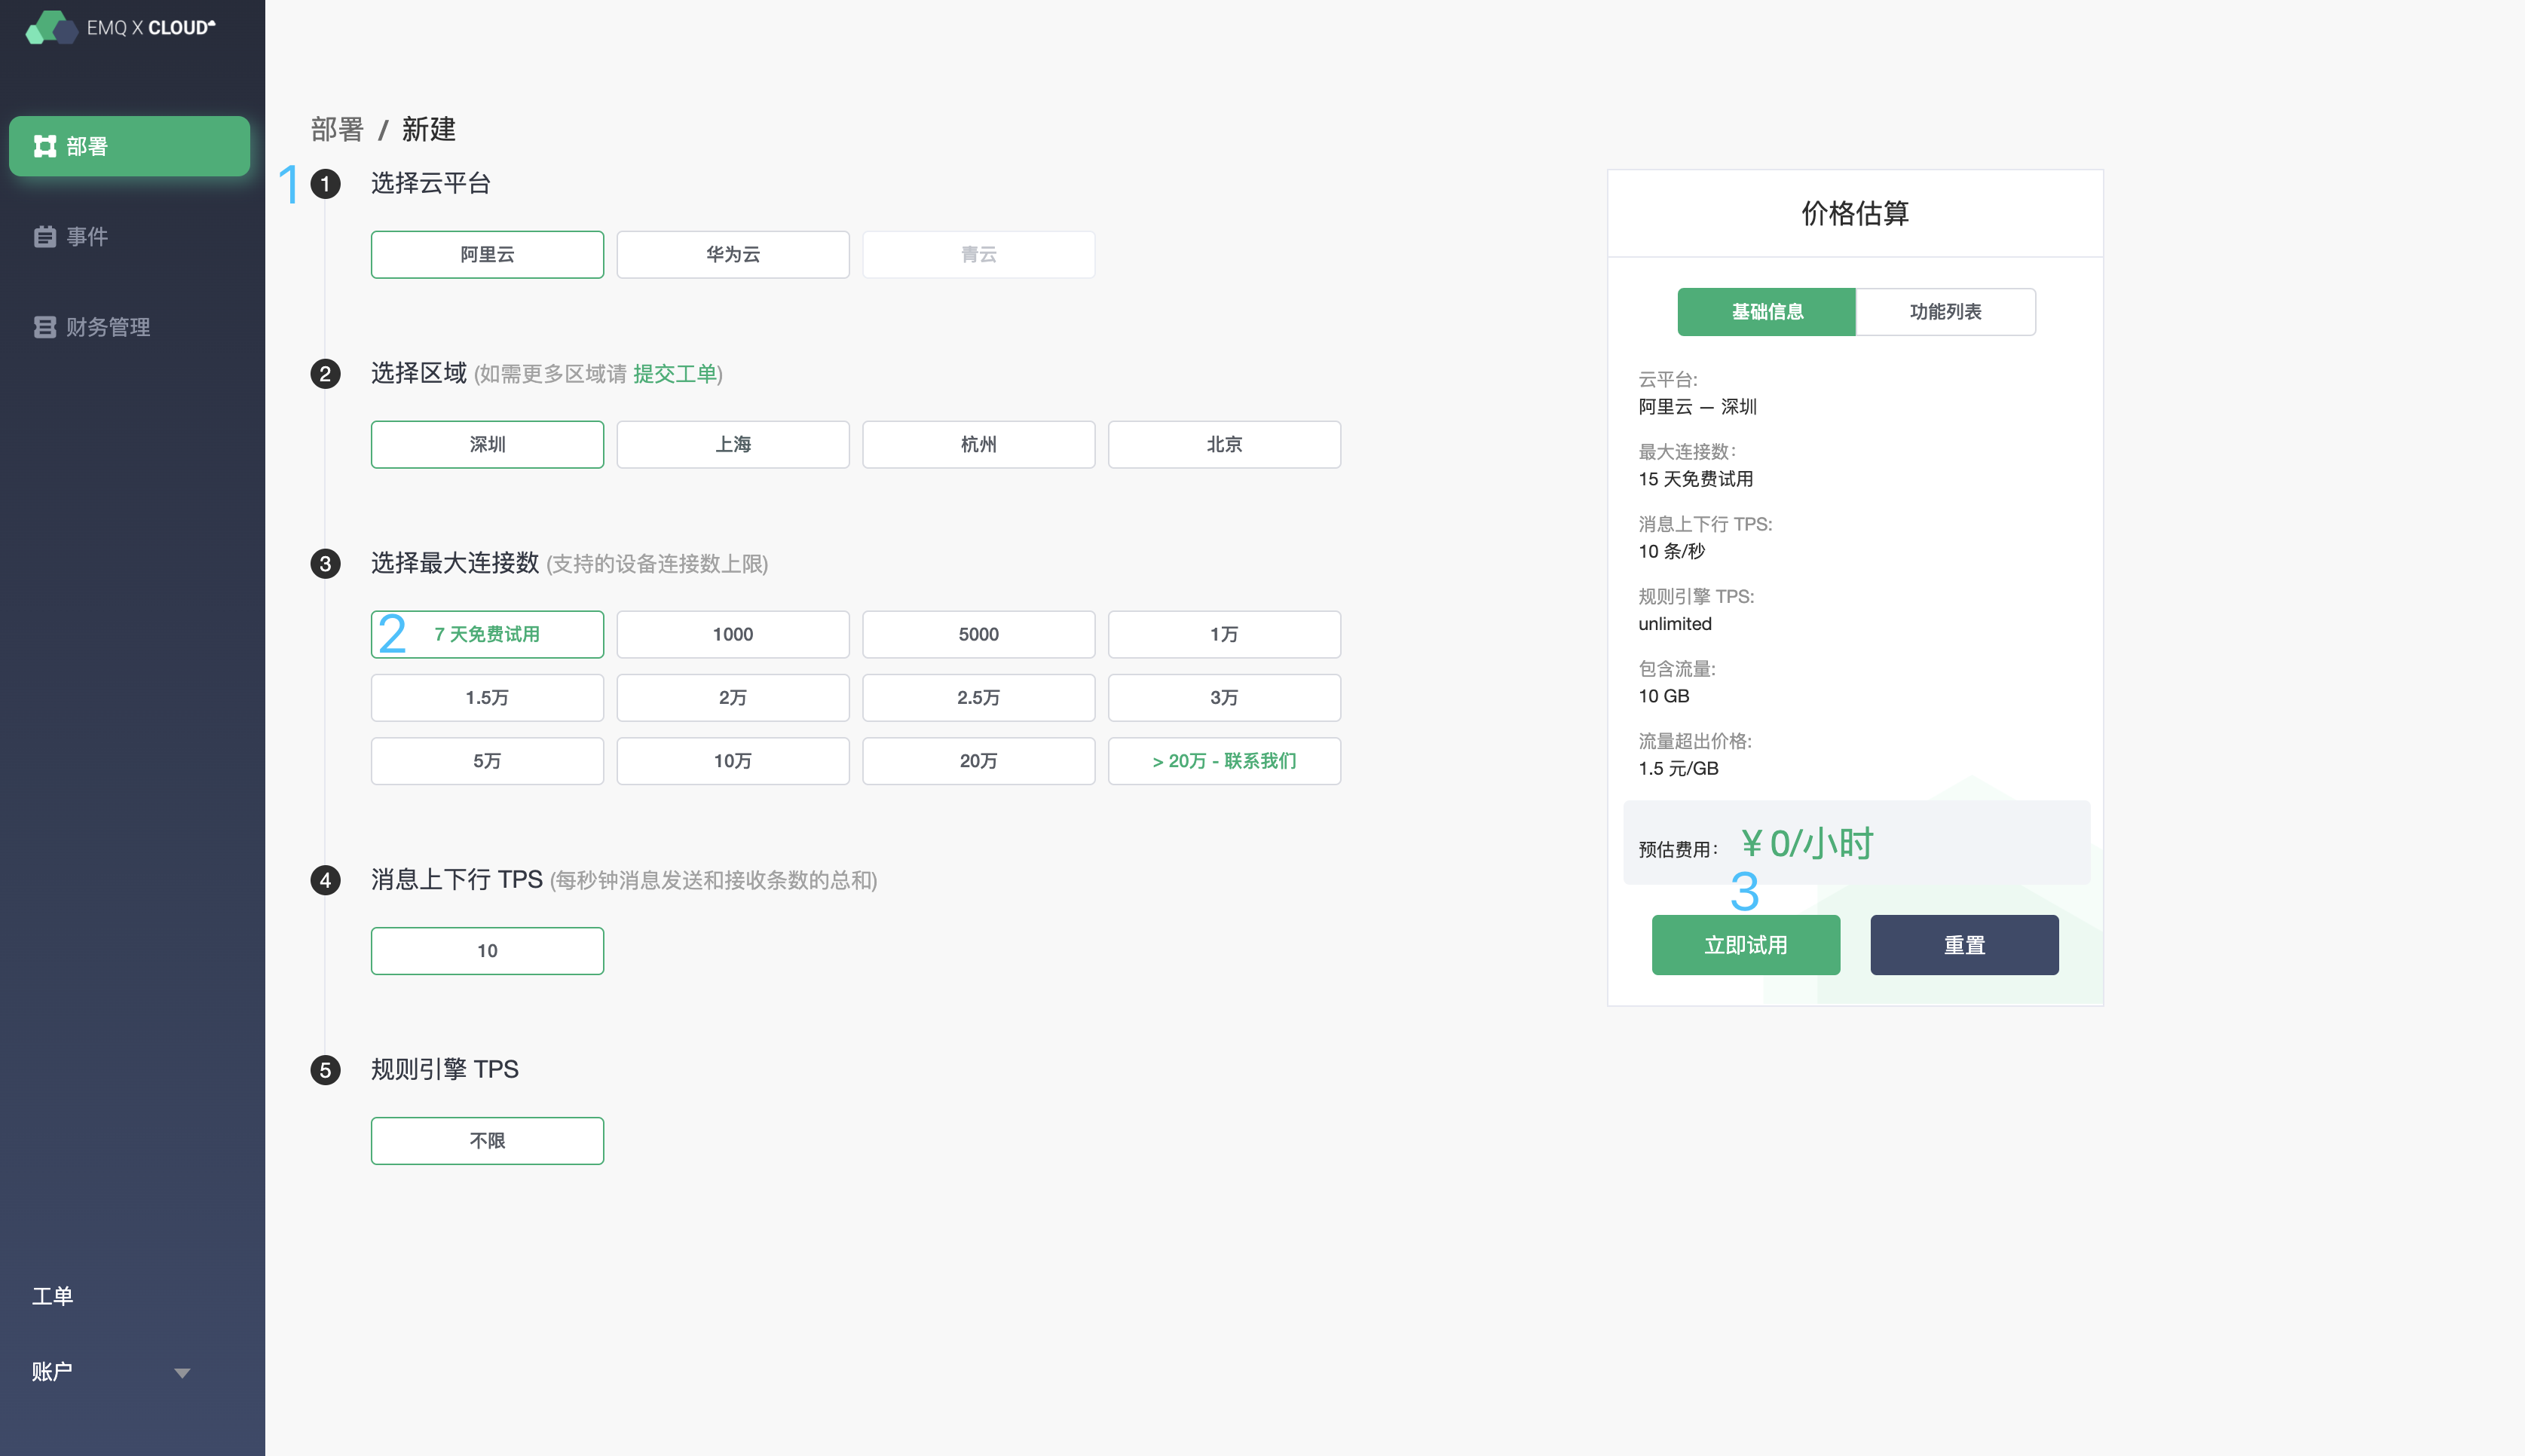 EMQ X CLOUD
部署
事件
财务管理
工单
账户
部署 / 新建
1
1 选择云平台
阿里云 华为云 青云
2 选择区域 (如需更多区域请 提交工单)
深圳 上海 杭州 北京
3 选择最大连接数 (支持的设备连接数上限)
2 7 天免费试用 1000 5000 1万
1.5万 2万 2.5万 3万
5万 10万 20万 > 20万 - 联系我们
4 消息上下行 TPS (每秒钟消息发送和接收条数的总和)
10
5 规则引擎 TPS
不限
价格估算
基础信息 功能列表
云平台:
阿里云 — 深圳
最大连接数:
15 天免费试用
消息上下行 TPS:
10 条/秒
规则引擎 TPS:
unlimited
包含流量:
10 GB
流量超出价格:
1.5 元/GB
预估费用: ¥ 0/小时
3
立即试用 重置